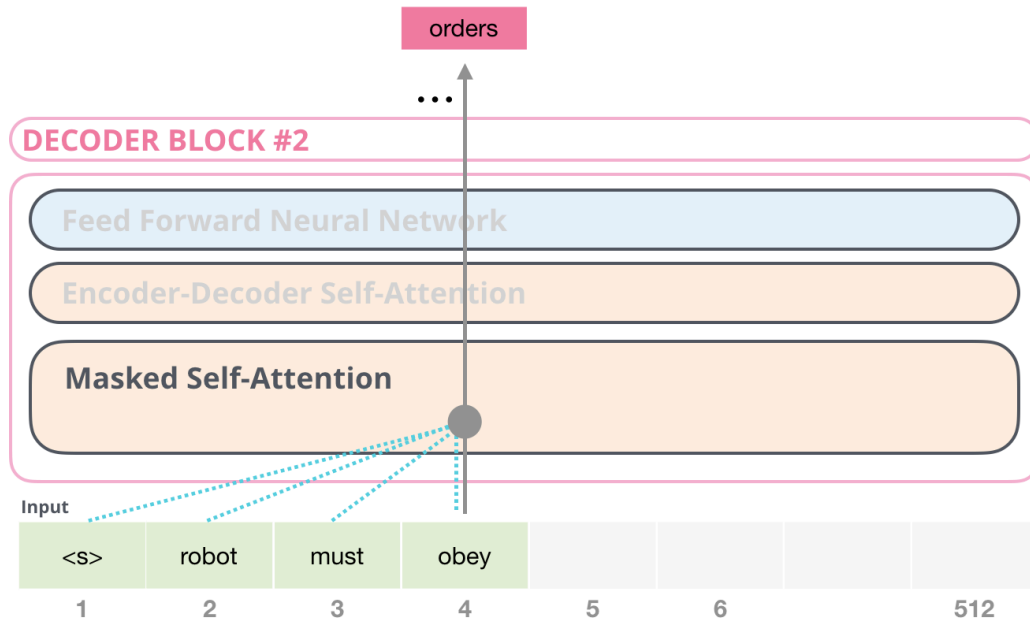 orders
...
DECODER BLOCK #2
Feed Forward Neural Network
Encoder-Decoder Self-Attention
Masked Self-Attention
Input
<s> robot must obey
1 2 3 4 5 6 512